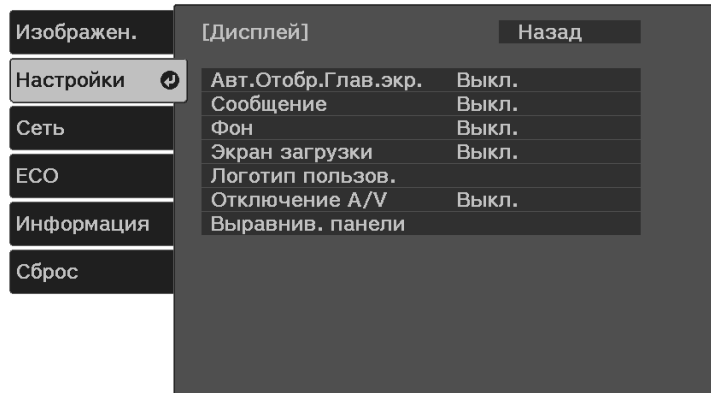 Изображен.
Настройки
Сеть
ECO
Информация
Сброс
[Дисплей] Назад
Авт.Отобр.Глав.экр. Выкл.
Сообщение Выкл.
Фон Выкл.
Экран загрузки Выкл.
Логотип пользов.
Отключение A/V Выкл.
Выравнив. панели